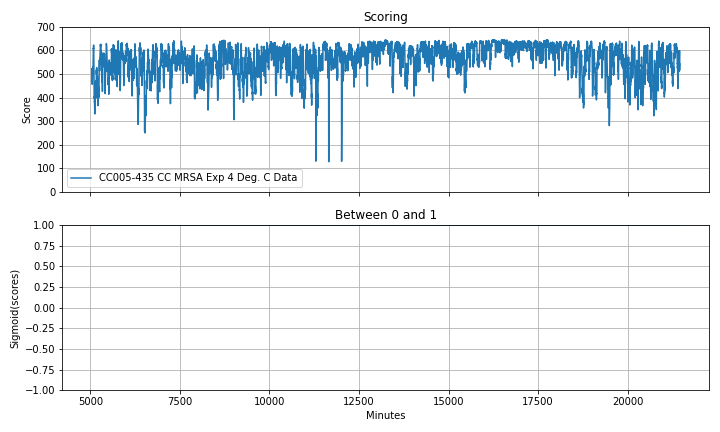 Scoring
700
600
500
400
300
200
100
0
Score
CC005-435 CC MRSA Exp 4 Deg. C Data
Between 0 and 1
1.00
0.75
0.50
0.25
0.00
−0.25
−0.50
−0.75
−1.00
Sigmoid(scores)
5000 7500 10000 12500 15000 17500 20000
Minutes